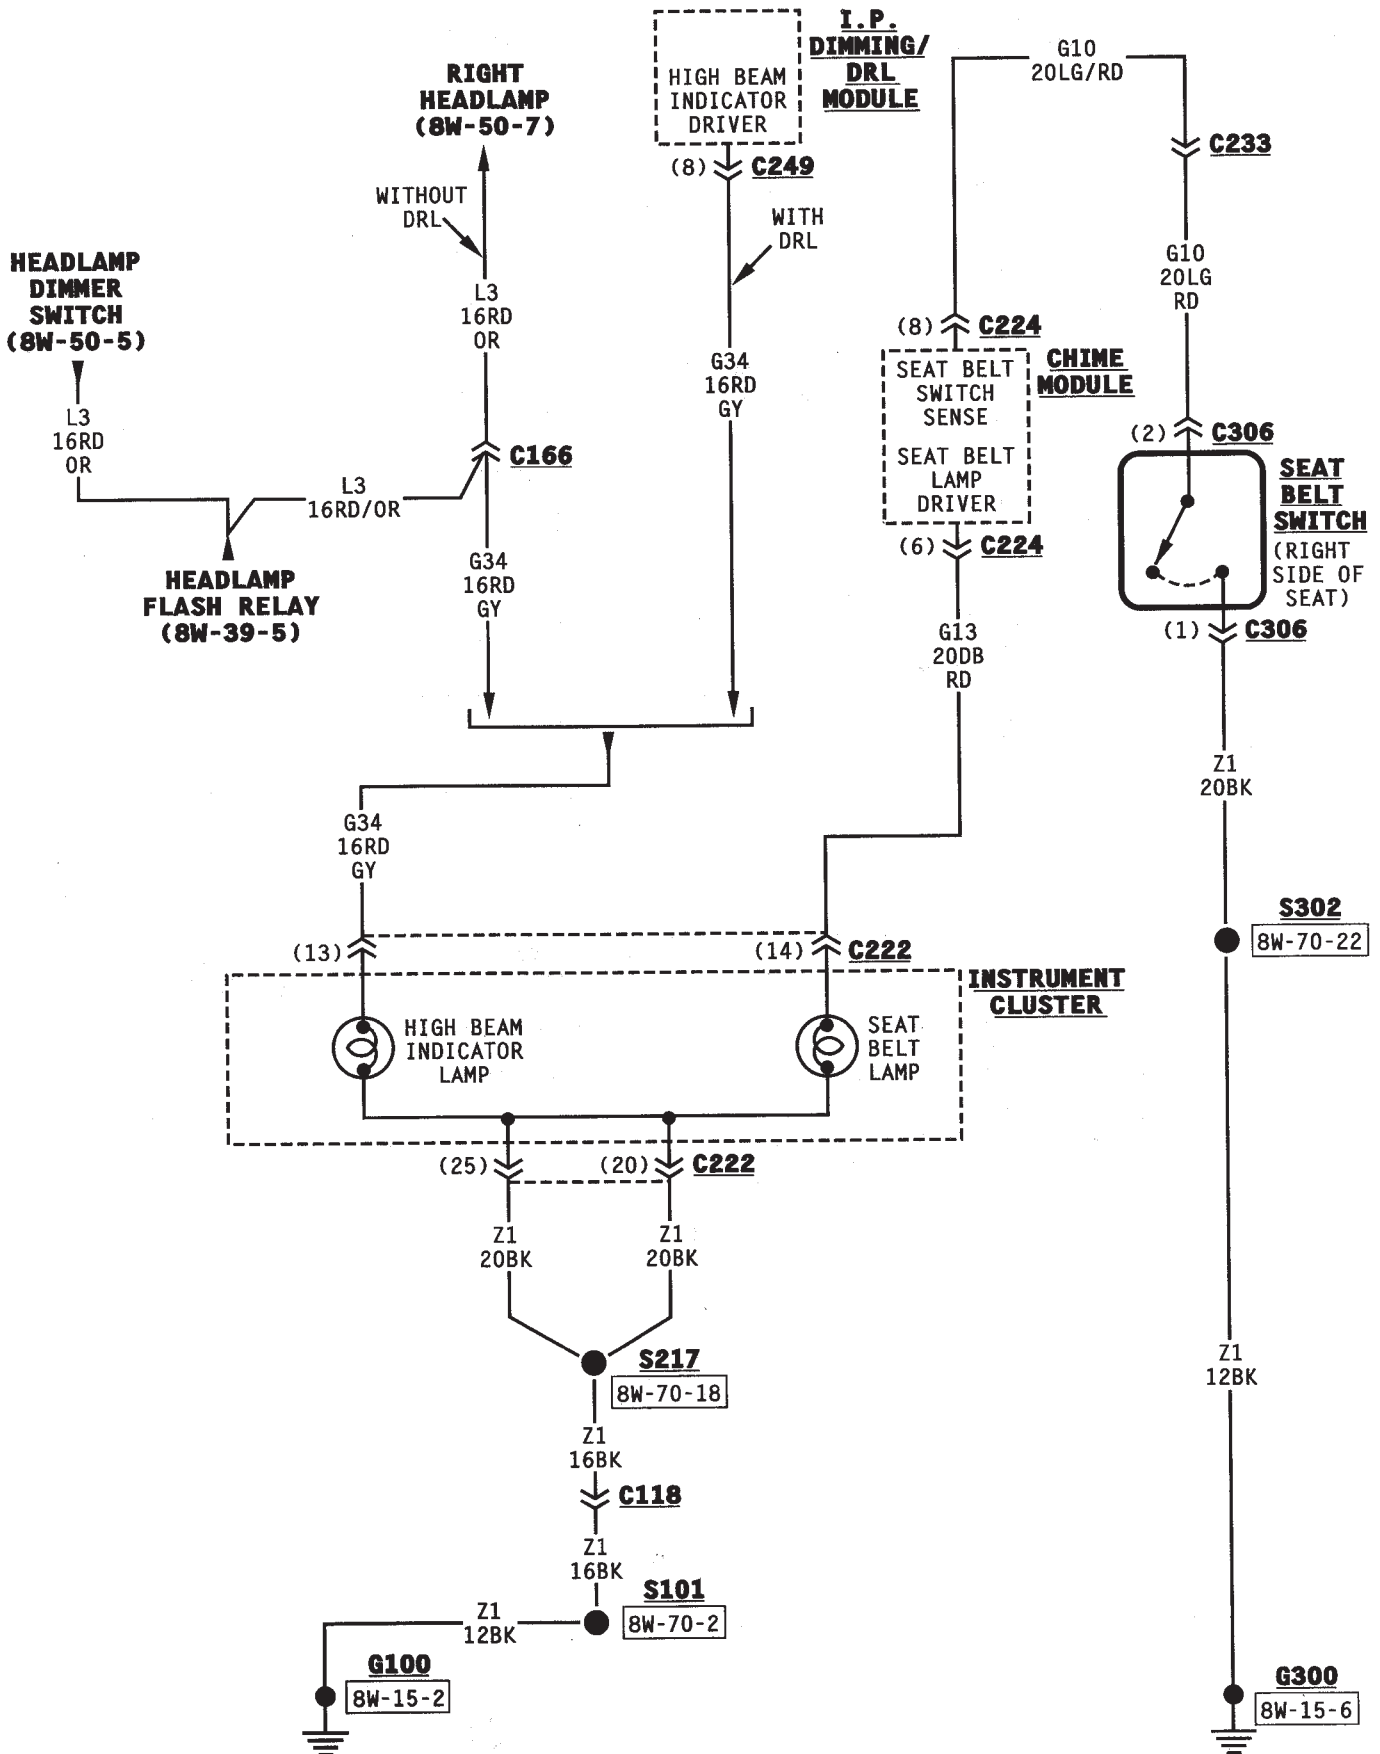 I.P.
DIMMING/
DRL
MODULE
HIGH BEAM
INDICATOR
DRIVER
(8)
C249
WITH
DRL
G34
16RD
GY
RIGHT
HEADLAMP
(8W-50-7)
WITHOUT
DRL
L3
16RD
OR
C166
HEADLAMP
DIMMER
SWITCH
(8W-50-5)
L3
16RD
OR
L3
16RD/OR
HEADLAMP
FLASH RELAY
(8W-39-5)
G34
16RD
GY
G10
20LG/RD
C233
G10
20LG
RD
(8)
C224
CHIME
MODULE
SEAT BELT
SWITCH
SENSE
SEAT BELT
LAMP
DRIVER
(6)
C224
G13
20DB
RD
(2)
C306
SEAT
BELT
SWITCH
(RIGHT
SIDE OF
SEAT)
(1)
C306
Z1
20BK
S302
8W-70-22
Z1
12BK
G300
8W-15-6
G34
16RD
GY
(13)
(14)
C222
INSTRUMENT
CLUSTER
HIGH BEAM
INDICATOR
LAMP
SEAT
BELT
LAMP
(25)
(20)
C222
Z1
20BK
Z1
20BK
S217
8W-70-18
Z1
16BK
C118
Z1
16BK
S101
8W-70-2
Z1
12BK
G100
8W-15-2